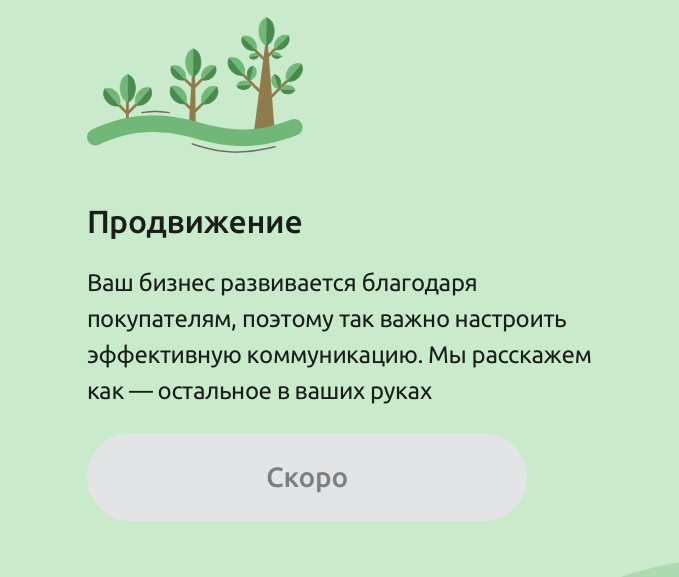 Продвижение
Ваш бизнес развивается благодаря
покупателям, поэтому так важно настроить
эффективную коммуникацию. Мы расскажем
как — остальное в ваших руках
Скоро